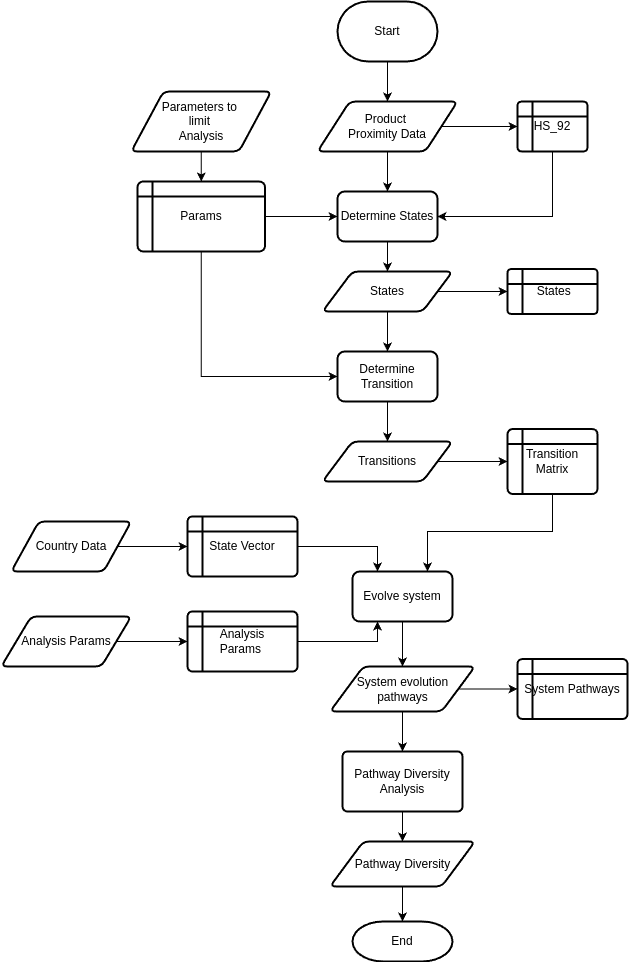 Start
Parameters to
limit
Analysis
Product
Proximity Data
HS_92
Params
Determine States
States
States
Determine
Transition
Transitions
Transition
Matrix
Country Data
State Vector
Evolve system
Analysis Params
Analysis
Params
System evolution
pathways
System Pathways
Pathway Diversity
Analysis
Pathway Diversity
End